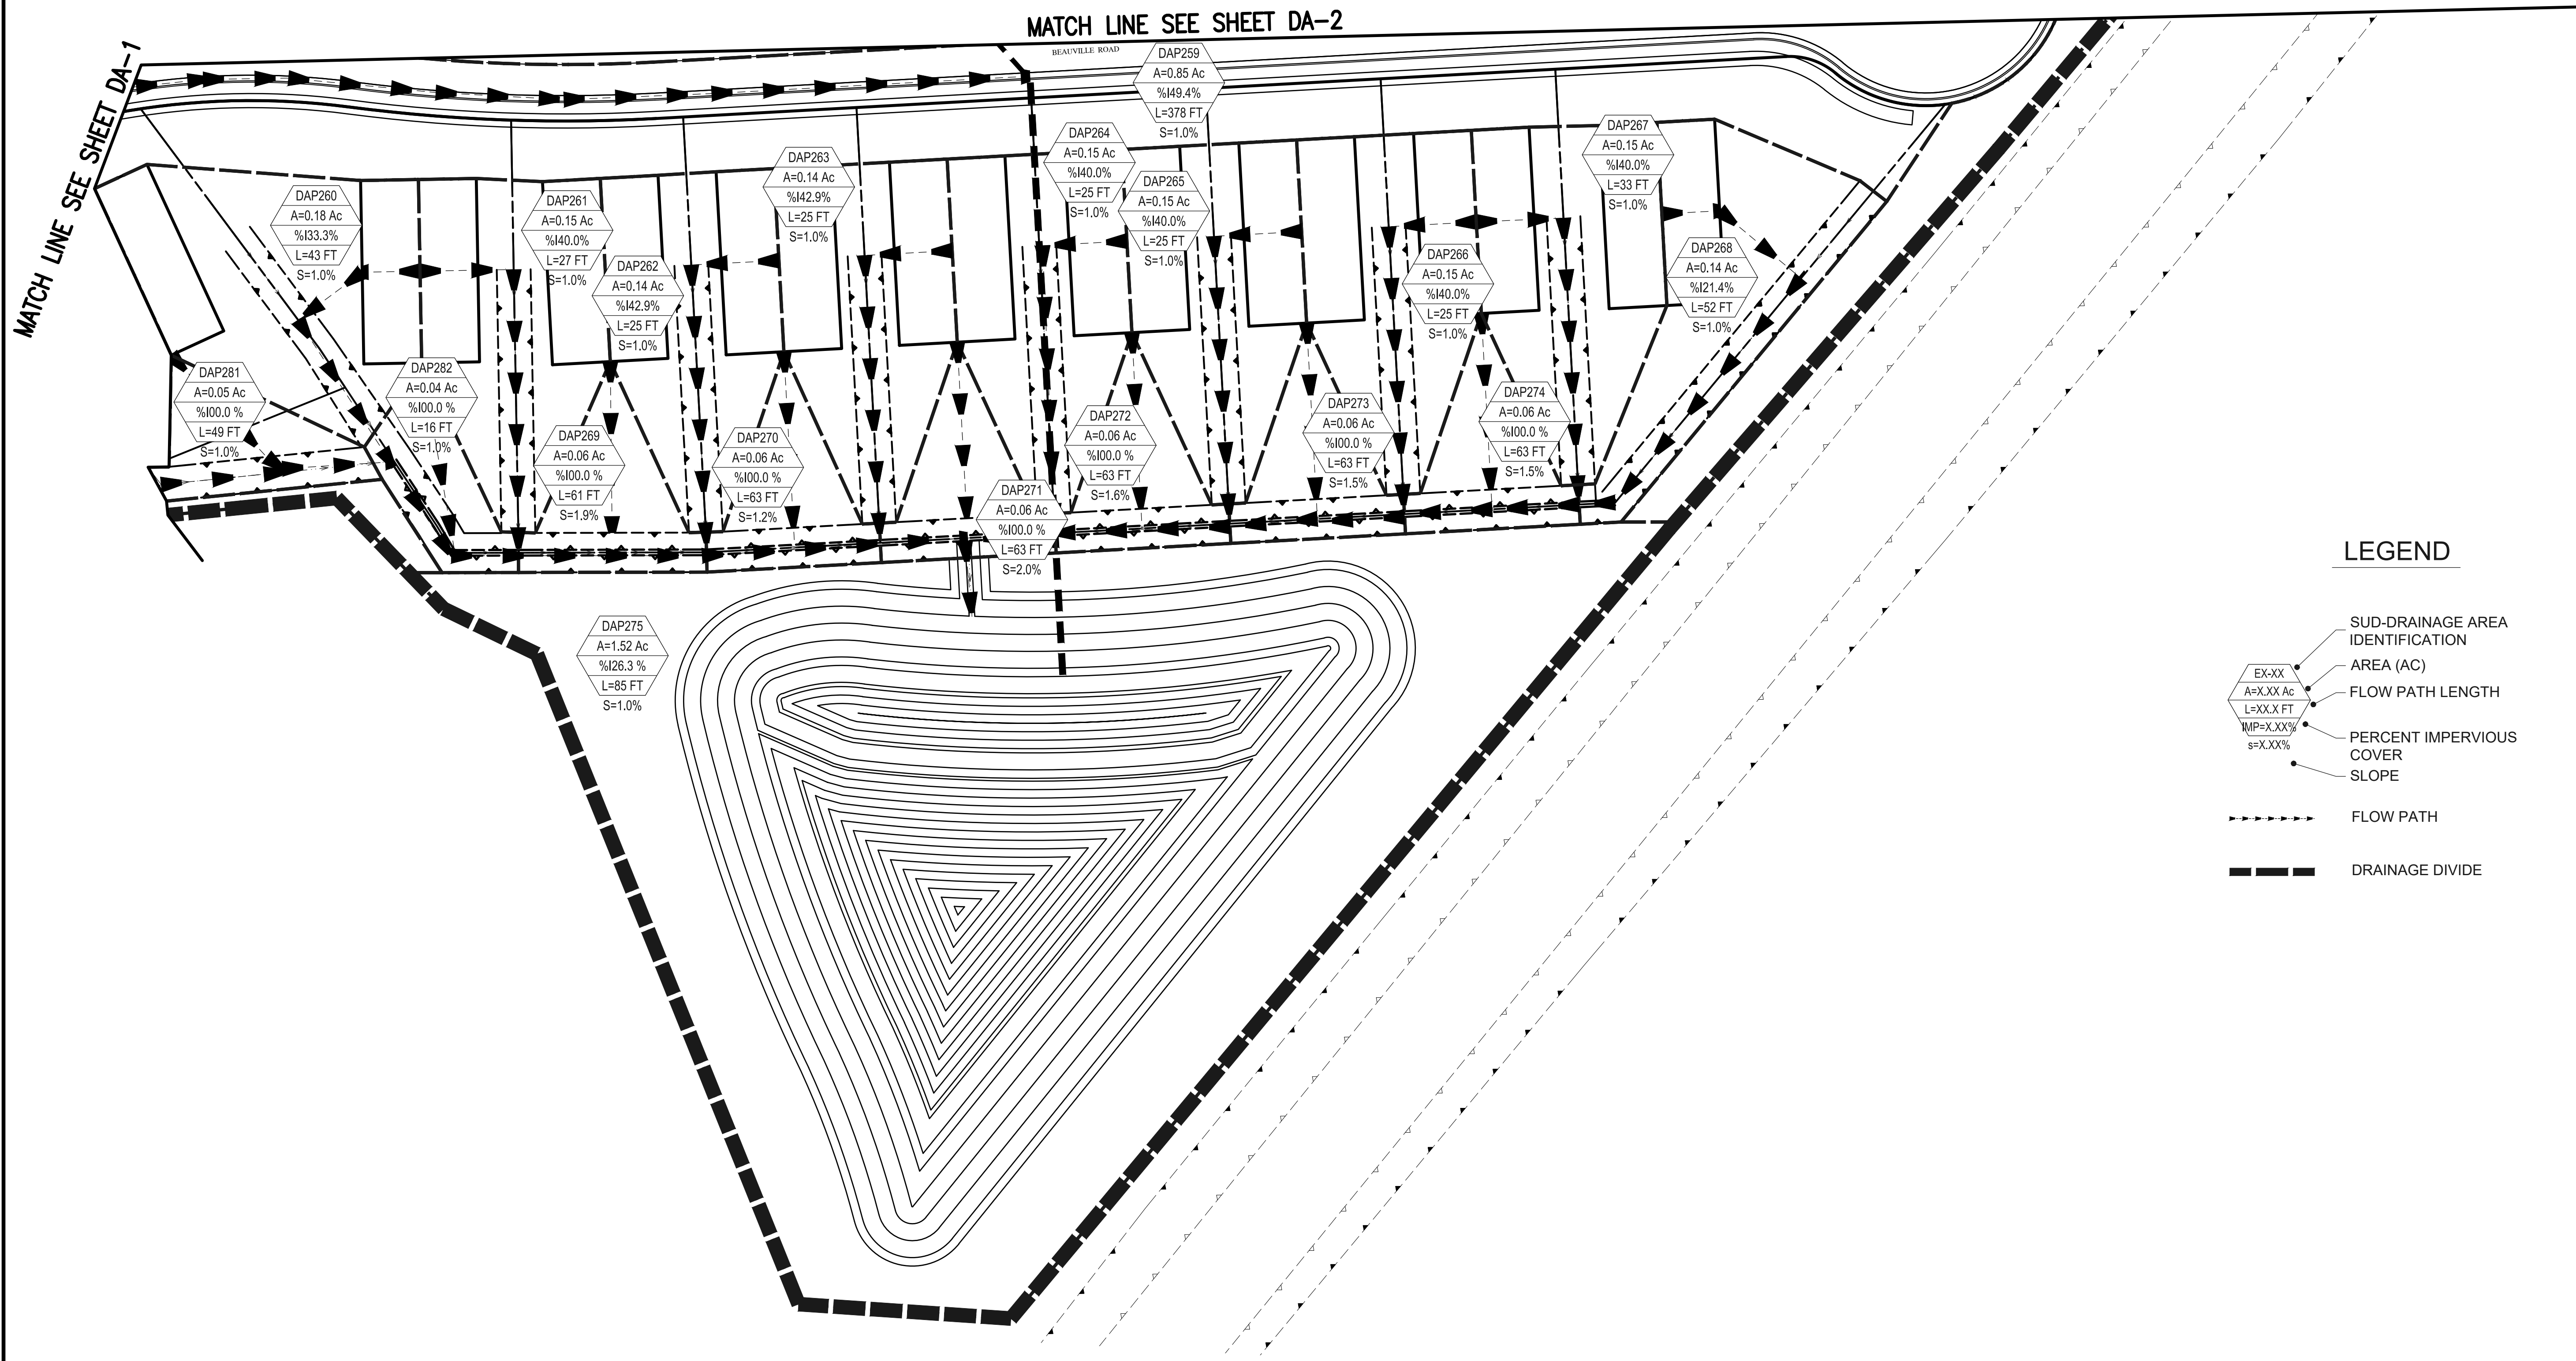 MATCH LINE SEE SHEET DA-2
BEAUVILLE ROAD
MATCH LINE SEE SHEET DA-1
DAP259
A=0.85 Ac
%I49.4%
L=378 FT
S=1.0%
DAP260
A=0.18 Ac
%I33.3%
L=43 FT
S=1.0%
DAP261
A=0.15 Ac
%I40.0%
L=27 FT
S=1.0%
DAP262
A=0.14 Ac
%I42.9%
L=25 FT
S=1.0%
DAP263
A=0.14 Ac
%I42.9%
L=25 FT
S=1.0%
DAP264
A=0.15 Ac
%I40.0%
L=25 FT
S=1.0%
DAP265
A=0.15 Ac
%I40.0%
L=25 FT
S=1.0%
DAP266
A=0.15 Ac
%I40.0%
L=25 FT
S=1.0%
DAP267
A=0.15 Ac
%I40.0%
L=33 FT
S=1.0%
DAP268
A=0.14 Ac
%I21.4%
L=52 FT
S=1.0%
DAP281
A=0.05 Ac
%I00.0 %
L=49 FT
S=1.0%
DAP282
A=0.04 Ac
%I00.0 %
L=16 FT
S=1.0%
DAP269
A=0.06 Ac
%I00.0 %
L=61 FT
S=1.9%
DAP270
A=0.06 Ac
%I00.0 %
L=63 FT
S=1.2%
DAP271
A=0.06 Ac
%I00.0 %
L=63 FT
S=2.0%
DAP272
A=0.06 Ac
%I00.0 %
L=63 FT
S=1.6%
DAP273
A=0.06 Ac
%I00.0 %
L=63 FT
S=1.5%
DAP274
A=0.06 Ac
%I00.0 %
L=63 FT
S=1.5%
DAP275
A=1.52 Ac
%I26.3 %
L=85 FT
S=1.0%
LEGEND
EX-XX
A=X.XX Ac
L=XX.X FT
IMP=X.XX%
s=X.XX%
SUD-DRAINAGE AREA
IDENTIFICATION
AREA (AC)
FLOW PATH LENGTH
PERCENT IMPERVIOUS
COVER
SLOPE
FLOW PATH
DRAINAGE DIVIDE